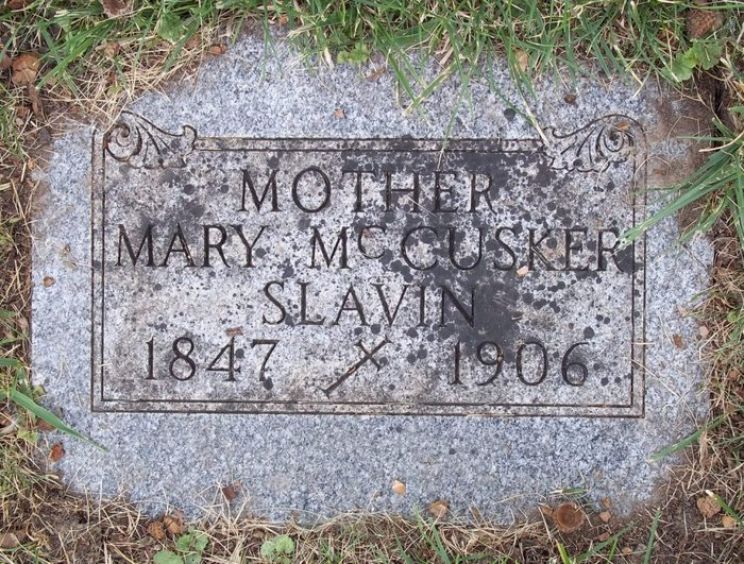 MOTHER
MARY McCUSKER
SLAVIN
1847 1906